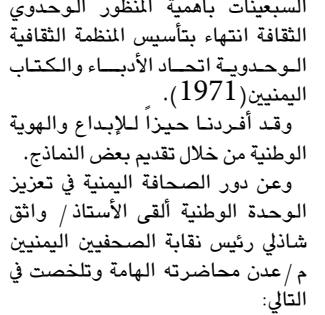 السبعينات بأهمية المنظور الوحدوي
الثقافة انتهاء بتأسيس المنظمة الثقافية
الوحدوية اتحاد الأدباء والكتاب
اليمنيين(1971).
وقد أفردنا حيزاً للإبداع والهوية
الوطنية من خلال تقديم بعض النماذج.
وعن دور الصحافة اليمنية في تعزيز
الوحدة الوطنية ألقى الأستاذ/ واثق
شاذلي رئيس نقابة الصحفيين اليمنيين
م/عدن محاضرته الهامة وتلخصت في
التالي: